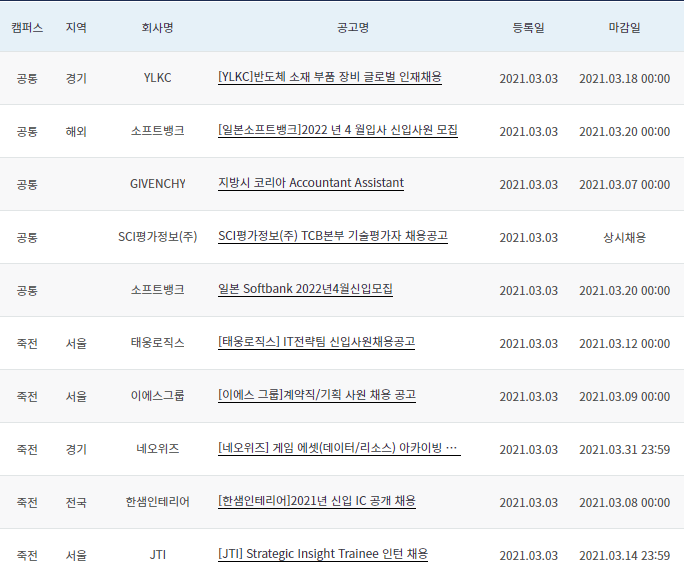 캠퍼스 지역 회사명 공고명 등록일 마감일
공통 경기 YLKC [YLKC]반도체 소재 부품 장비 글로벌 인재채용 2021.03.03 2021.03.18 00:00
공통 해외 소프트뱅크 [일본소프트뱅크]2022 년 4 월입사 신입사원 모집 2021.03.03 2021.03.20 00:00
공통 GIVENCHY 지방시 코리아 Accountant Assistant 2021.03.03 2021.03.07 00:00
공통 SCI평가정보(주) SCI평가정보(주) TCB본부 기술평가자 채용공고 2021.03.03 상시채용
공통 소프트뱅크 일본 Softbank 2022년4월신입모집 2021.03.03 2021.03.20 00:00
죽전 서울 태웅로직스 [태웅로직스] IT전략팀 신입사원채용공고 2021.03.03 2021.03.12 00:00
죽전 서울 이에스그룹 [이에스 그룹]계약직/기획 사원 채용 공고 2021.03.03 2021.03.09 00:00
죽전 경기 네오위즈 [네오위즈] 게임 에셋(데이터/리소스) 아카이빙 ⋯ 2021.03.03 2021.03.31 23:59
죽전 전국 한샘인테리어 [한샘인테리어]2021년 신입 IC 공개 채용 2021.03.03 2021.03.08 00:00
죽전 서울 JTI [JTI] Strategic Insight Trainee 인턴 채용 2021.03.03 2021.03.14 23:59